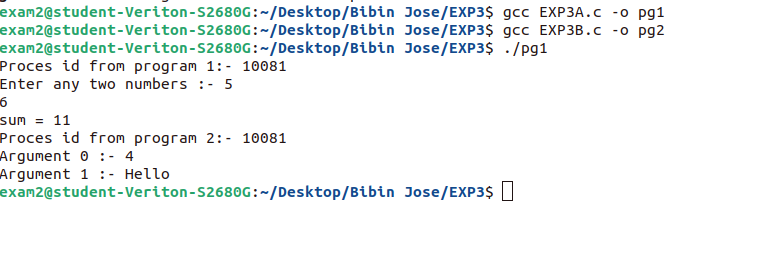 exam2@student-Veriton-S2680G:~/Desktop/Bibin Jose/EXP3$ gcc EXP3A.c -o pg1
exam2@student-Veriton-S2680G:~/Desktop/Bibin Jose/EXP3$ gcc EXP3B.c -o pg2
exam2@student-Veriton-S2680G:~/Desktop/Bibin Jose/EXP3$ ./pg1
Proces id from program 1:- 10081
Enter any two numbers :- 5
6
sum = 11
Proces id from program 2:- 10081
Argument 0 :- 4
Argument 1 :- Hello
exam2@student-Veriton-S2680G:~/Desktop/Bibin Jose/EXP3$